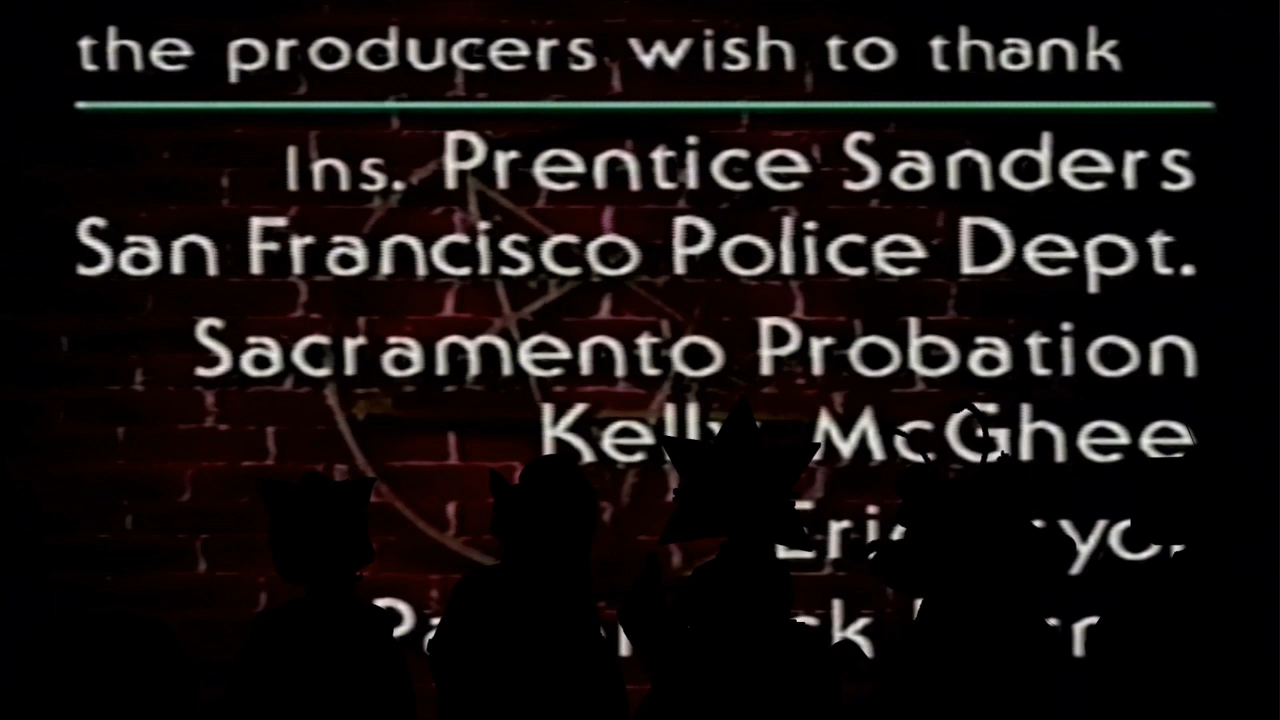 the producers wish to thank
Ins. Prentice Sanders
San Francisco Police Dept.
Sacramento Probation
McGhee